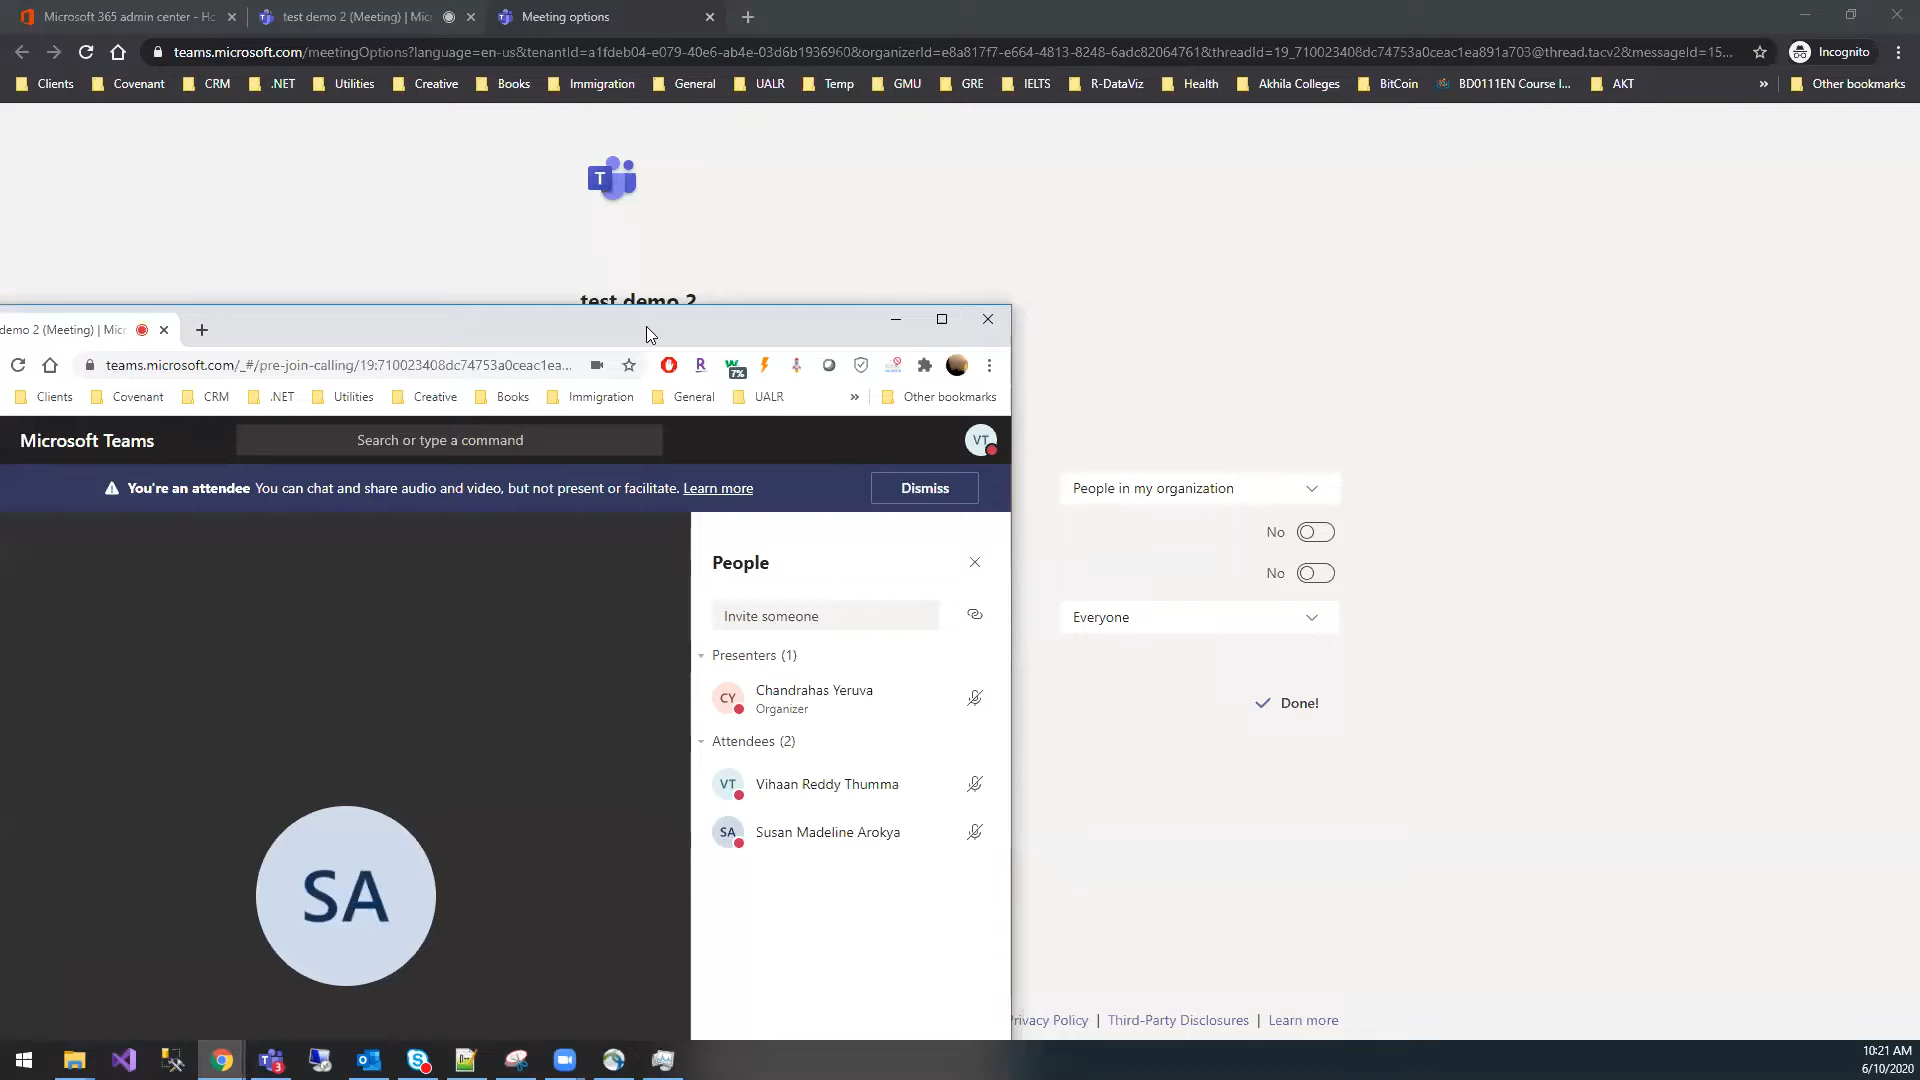 Microsoft 365 admin center - Ho
test demo 2 (Meeting) | Mic
Meeting options
teams.microsoft.com/meetingOptions?language=en-us&tenantId=a1fdeb04-e079-40e6-ab4e-03d6b1936960&organizerId=e8a817f7-e664-4813-8248-6adc82064761&threadId=19_710023408dc74753a0ceac1ea891a703@thread.tacv2&messageId=15...
Incognito
Clients
Covenant
CRM
.NET
Utilities
Creative
Books
Immigration
General
UALR
Temp
GMU
GRE
IELTS
R-DataViz
Health
Akhila Colleges
BitCoin
BD0111EN Course I...
AKT
»
Other bookmarks
T
test demo 2
demo 2 (Meeting) | Mic
teams.microsoft.com/_#/pre-join-calling/19:710023408dc74753a0ceac1ea...
R
7%
Clients
Covenant
CRM
.NET
Utilities
Creative
Books
Immigration
General
UALR
»
Other bookmarks
Microsoft Teams
Search or type a command
VT
You're an attendee You can chat and share audio and video, but not present or facilitate. Learn more
Dismiss
People in my organization
No
No
Everyone
Done!
People
Invite someone
Presenters (1)
CY
Chandrahas Yeruva
Organizer
Attendees (2)
VT
Vihaan Reddy Thumma
SA
Susan Madeline Arokya
SA
Privacy Policy | Third-Party Disclosures | Learn more
3
10:21 AM
6/10/2020